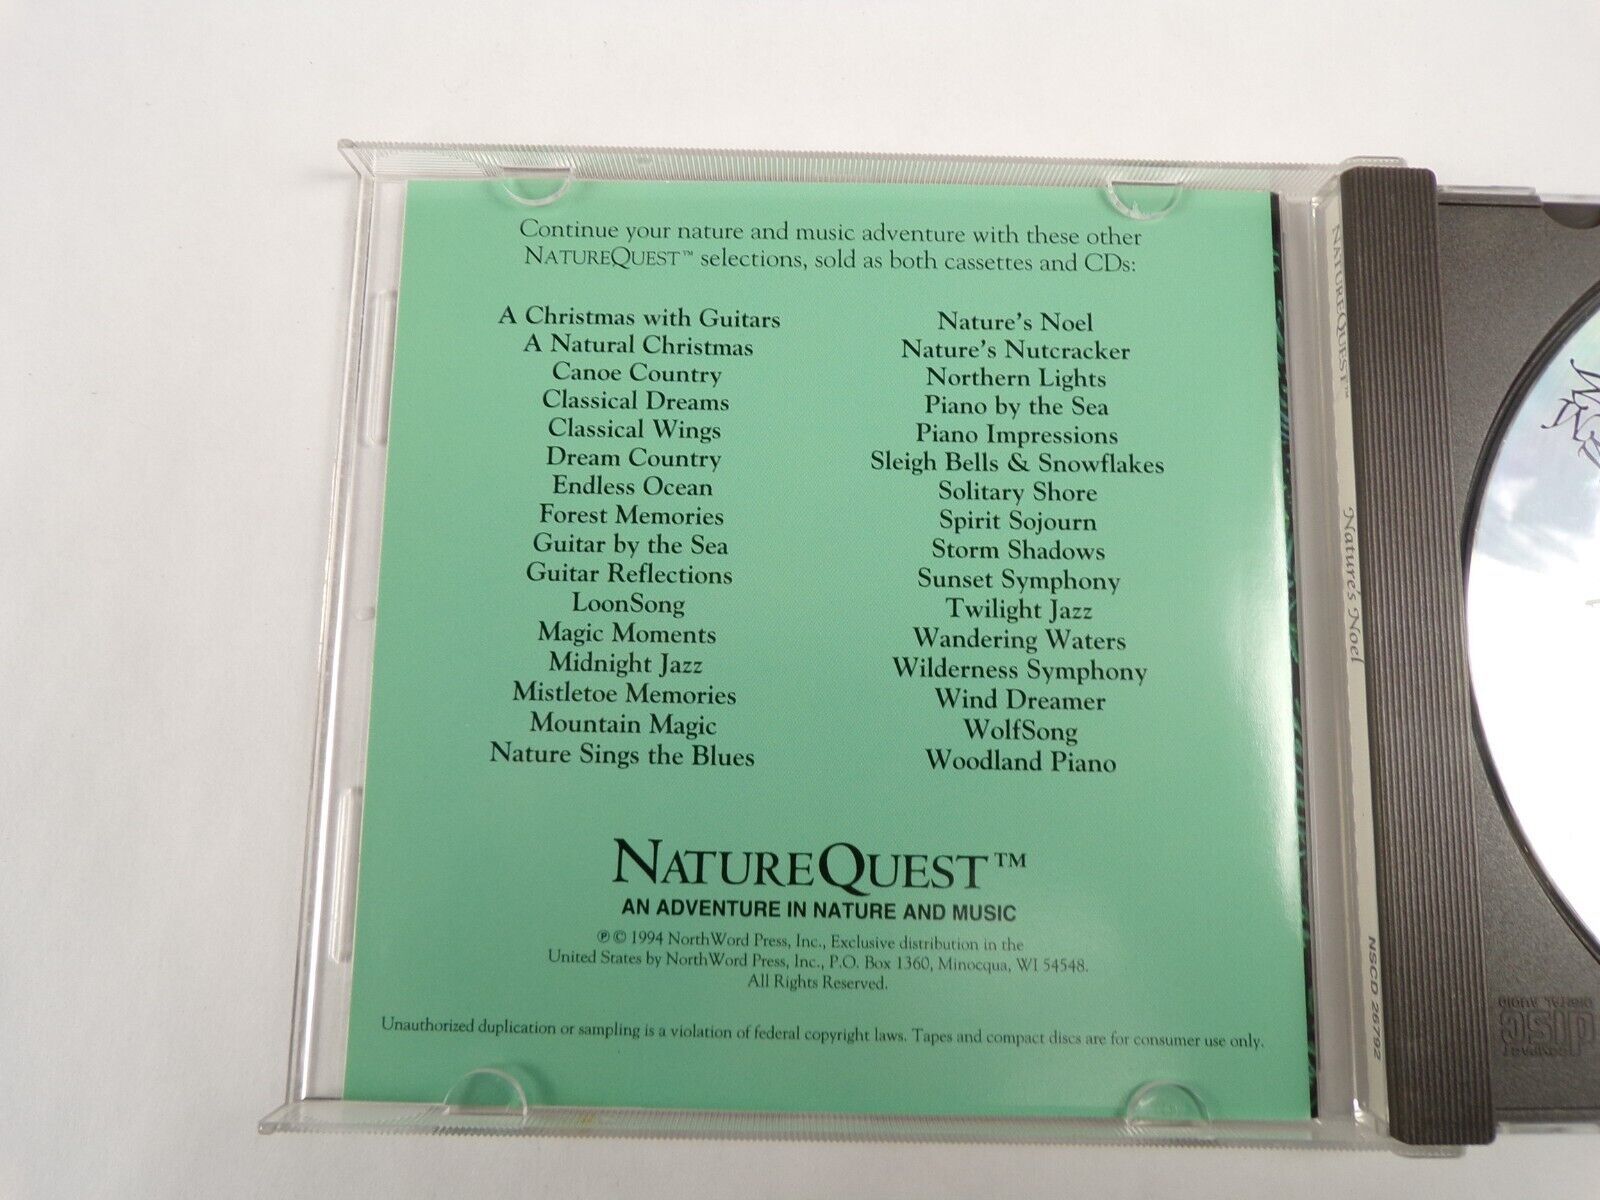 Continue your nature and music adventure with these other
NATUREQUEST™ selections, sold as both cassettes and CDs:
A Christmas with Guitars
A Natural Christmas
Canoe Country
Classical Dreams
Classical Wings
Dream Country
Endless Ocean
Forest Memories
Guitar by the Sea
Guitar Reflections
LoonSong
Magic Moments
Midnight Jazz
Mistletoe Memories
Mountain Magic
Nature Sings the Blues
Nature's Noel
Nature's Nutcracker
Northern Lights
Piano by the Sea
Piano Impressions
Sleigh Bells & Snowflakes
Solitary Shore
Spirit Sojourn
Storm Shadows
Sunset Symphony
Twilight Jazz
Wandering Waters
Wilderness Symphony
Wind Dreamer
WolfSong
Woodland Piano
NATUREQUEST™
AN ADVENTURE IN NATURE AND MUSIC
℗ © 1994 NorthWord Press, Inc., Exclusive distribution in the
United States by NorthWord Press, Inc., P.O. Box 1360, Minocqua, WI 54548.
All Rights Reserved.
Unauthorized duplication or sampling is a violation of federal copyright laws. Tapes and compact discs are for consumer use only.
NATUREQUEST™
Nature's Noel
NSCD 26792
COMPACT
disc
DIGITAL AUDIO